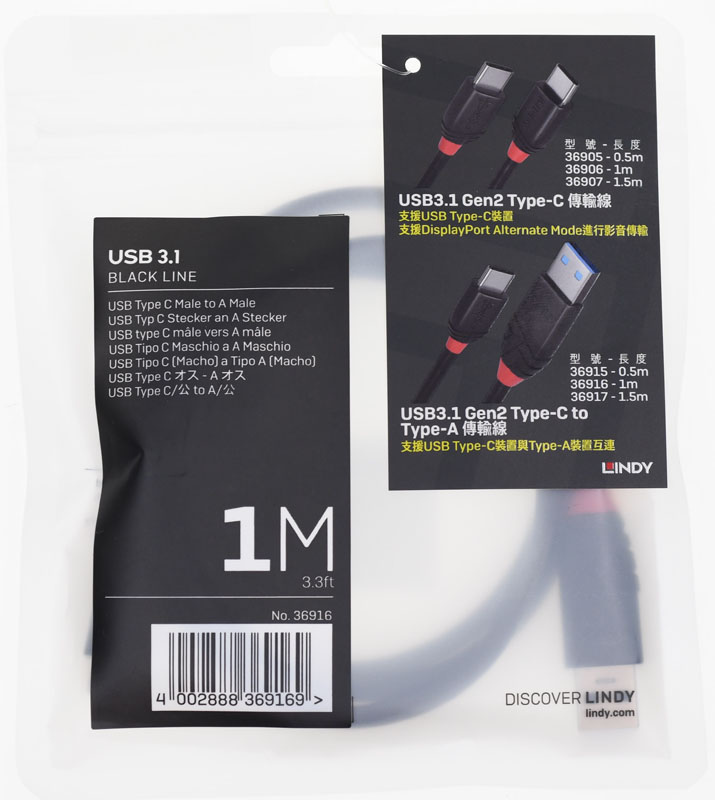 型 號 - 長 度
36905 - 0.5m
36906 - 1m
36907 - 1.5m
USB3.1 Gen2 Type-C 傳輸線
支援USB Type-C裝置
支援DisplayPort Alternate Mode進行影音傳輸
型 號 - 長 度
36915 - 0.5m
36916 - 1m
36917 - 1.5m
USB3.1 Gen2 Type-C to
Type-A 傳輸線
支援USB Type-C裝置與Type-A裝置互連
LINDY
USB 3.1
BLACK LINE
USB Type C Male to A Male
USB Typ C Stecker an A Stecker
USB type C mâle vers A mâle
USB Tipo C Maschio a A Maschio
USB Tipo C (Macho) a Tipo A (Macho)
USB Type C オス - A オス
USB Type C/公 to A/公
1M
3.3ft
No. 36916
4 002888 369169 >
DISCOVER LINDY
lindy.com